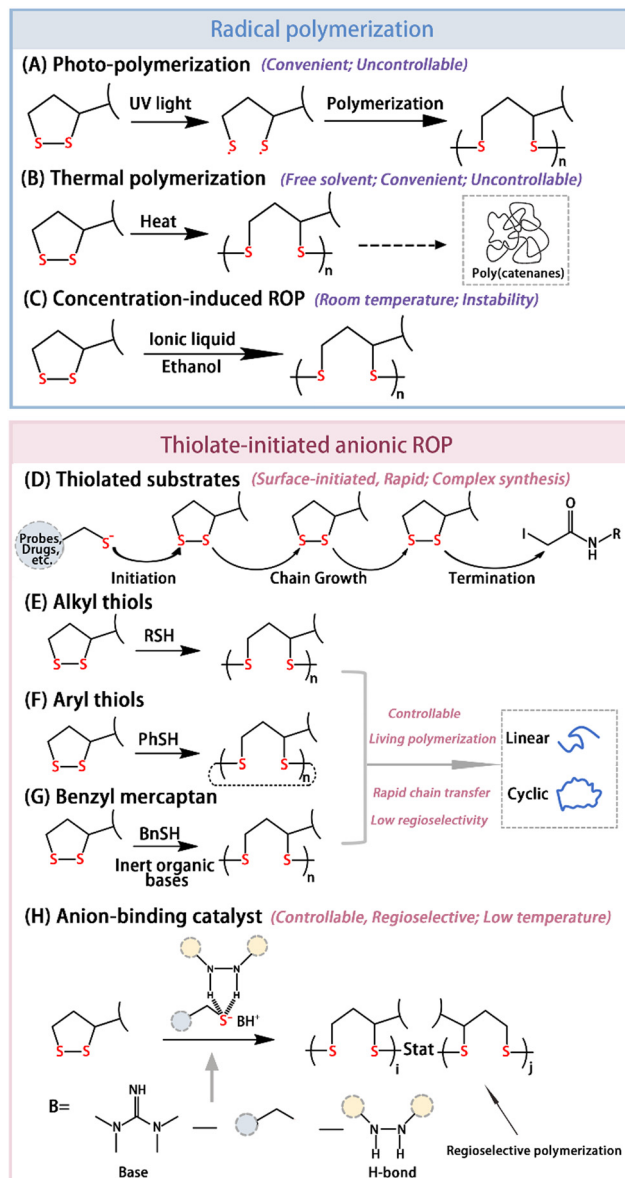 Radical polymerization
(A) Photo-polymerization (Convenient; Uncontrollable)
UV light
Polymerization
S S
S S
S S
n
(B) Thermal polymerization (Free solvent; Convenient; Uncontrollable)
Heat
S S
S S
n
Poly(catenanes)
(C) Concentration-induced ROP (Room temperature; Instability)
Ionic liquid
Ethanol
S S
S S
n
Thiolate-initiated anionic ROP
(D) Thiolated substrates (Surface-initiated, Rapid; Complex synthesis)
Probes,
Drugs,
etc.
S-
S S
S S
S S
I
O
N
H
R
Initiation
Chain Growth
Termination
(E) Alkyl thiols
RSH
S S
S S
n
(F) Aryl thiols
PhSH
S S
S S
n
(G) Benzyl mercaptan
BnSH
Inert organic
bases
S S
S S
n
Controllable
Living polymerization
Rapid chain transfer
Low regioselectivity
Linear
Cyclic
(H) Anion-binding catalyst (Controllable, Regioselective; Low temperature)
N N
H H
S- BH+
S S
S S
i
Stat
S S
j
B=
NH
N N
Base
N N
H H
H-bond
Regioselective polymerization